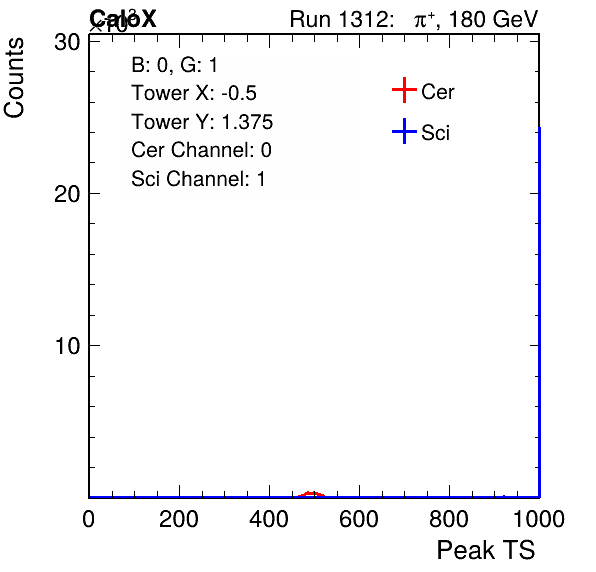 CaloX ×10³ Run 1312: π⁺, 180 GeV
Counts
B: 0, G: 1
Tower X: -0.5
Tower Y: 1.375
Cer Channel: 0
Sci Channel: 1
Cer
Sci
30
20
10
0 200 400 600 800 1000
Peak TS